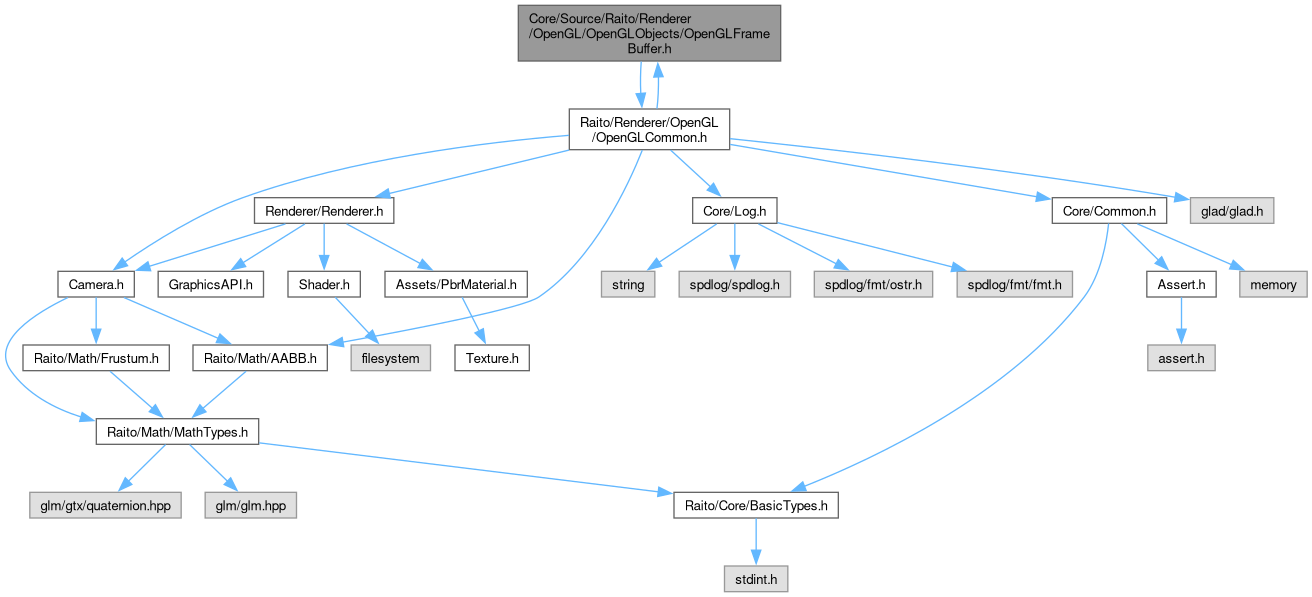 Core/Source/Raito/Renderer
/OpenGL/OpenGLObjects/OpenGLFrame
Buffer.h
Raito/Renderer/OpenGL
/OpenGLCommon.h
Renderer/Renderer.h
Core/Log.h
Core/Common.h
glad/glad.h
Camera.h
GraphicsAPI.h
Shader.h
Assets/PbrMaterial.h
string
spdlog/spdlog.h
spdlog/fmt/ostr.h
spdlog/fmt/fmt.h
Assert.h
memory
Raito/Math/Frustum.h
Raito/Math/AABB.h
filesystem
Texture.h
assert.h
Raito/Math/MathTypes.h
glm/gtx/quaternion.hpp
glm/glm.hpp
Raito/Core/BasicTypes.h
stdint.h